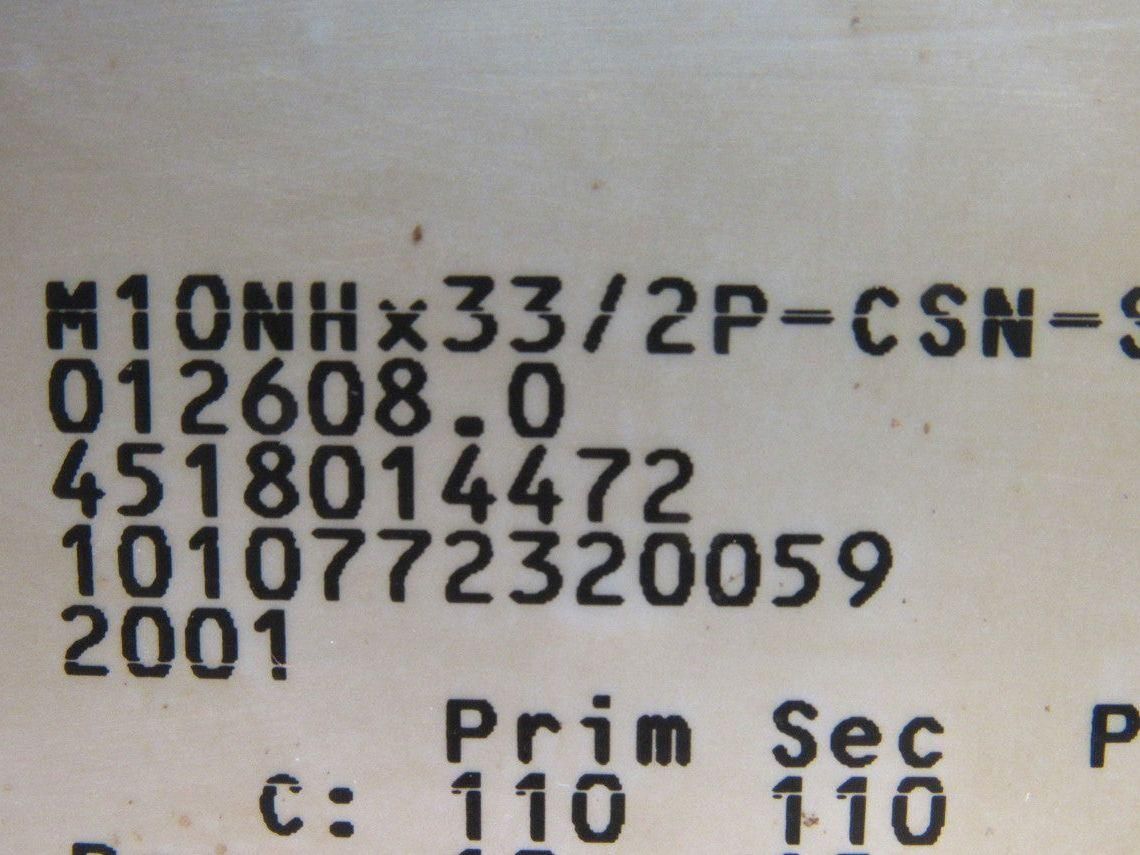 M10NHx33/2P-CSN-S
012608.0
4518014472
1010772320059
2001
Prim Sec P
C: 110 110